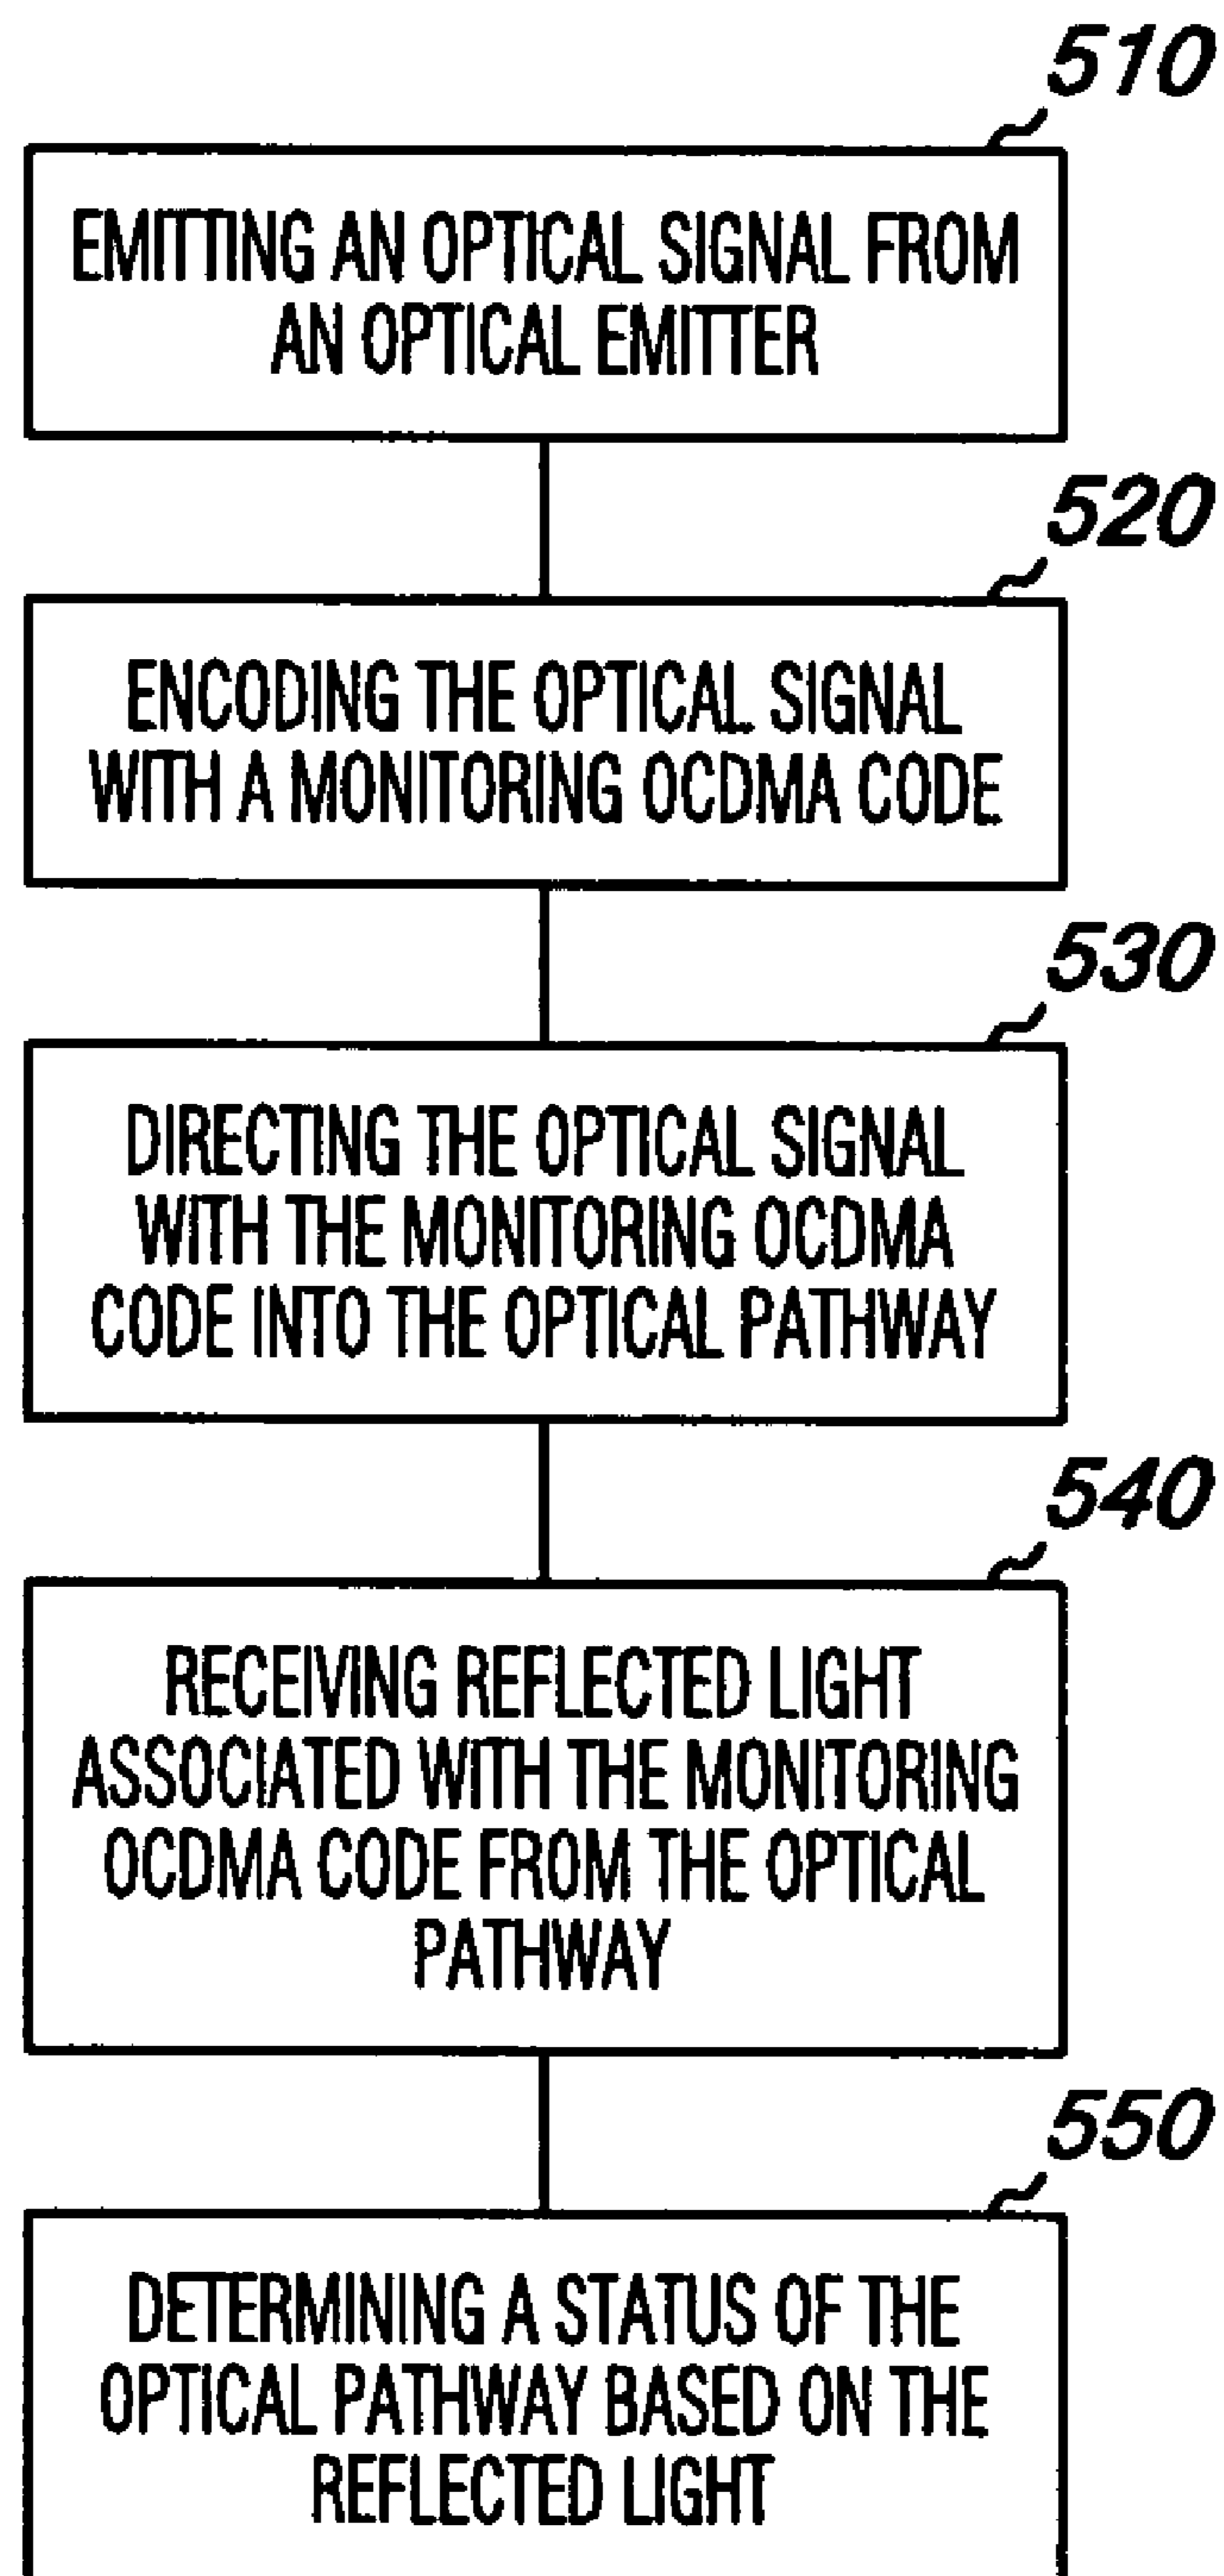 510
EMITTING AN OPTICAL SIGNAL FROM
AN OPTICAL EMITTER
520
ENCODING THE OPTICAL SIGNAL
WITH A MONITORING OCDMA CODE
530
DIRECTING THE OPTICAL SIGNAL
WITH THE MONITORING OCDMA
CODE INTO THE OPTICAL PATHWAY
540
RECEIVING REFLECTED LIGHT
ASSOCIATED WITH THE MONITORING
OCDMA CODE FROM THE OPTICAL
PATHWAY
550
DETERMINING A STATUS OF THE
OPTICAL PATHWAY BASED ON THE
REFLECTED LIGHT